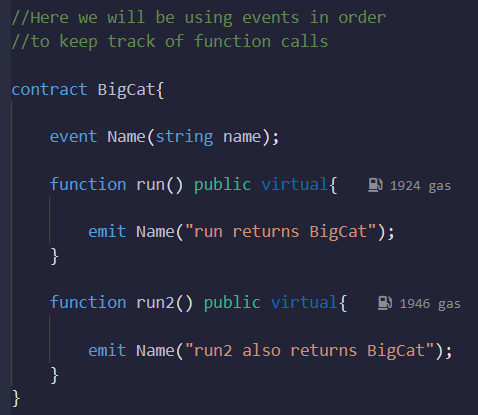 //Here we will be using events in order
//to keep track of function calls
contract BigCat{
event Name(string name);
function run() public virtual{ 1924 gas
emit Name("run returns BigCat");
}
function run2() public virtual{ 1946 gas
emit Name("run2 also returns BigCat");
}
}